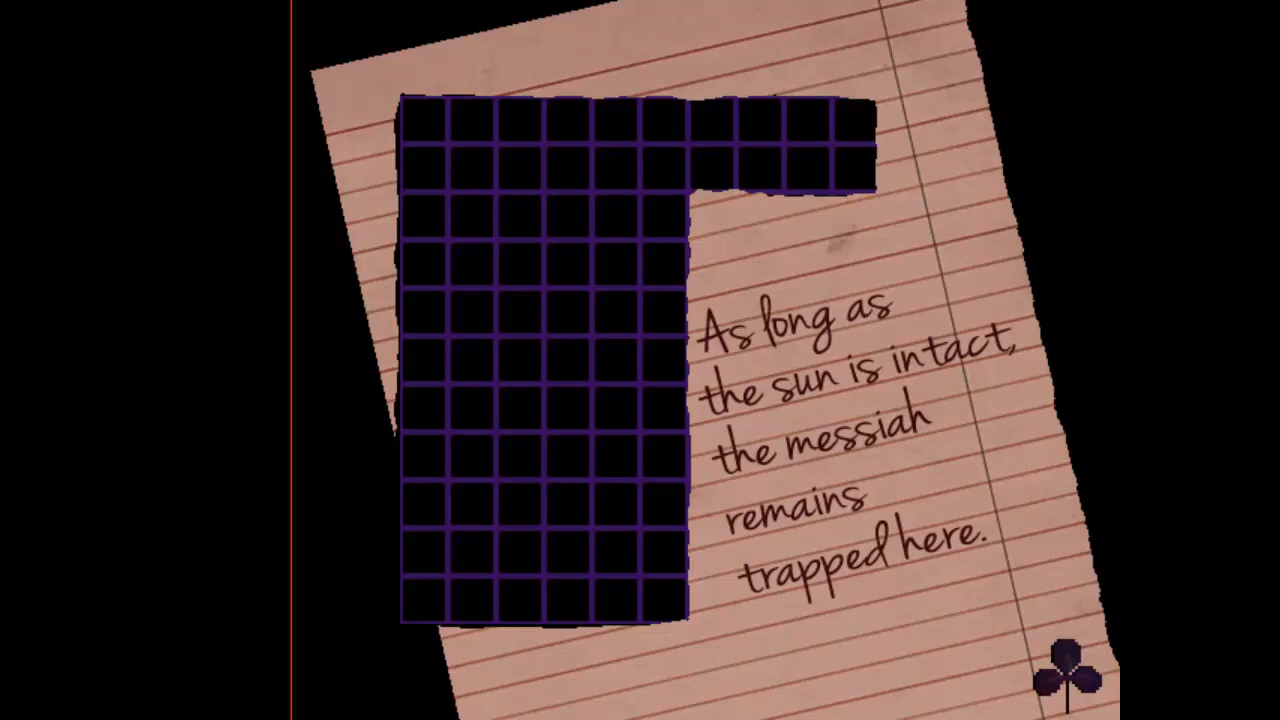 As long as
the sun is intact,
the messiah
remains
trapped here.